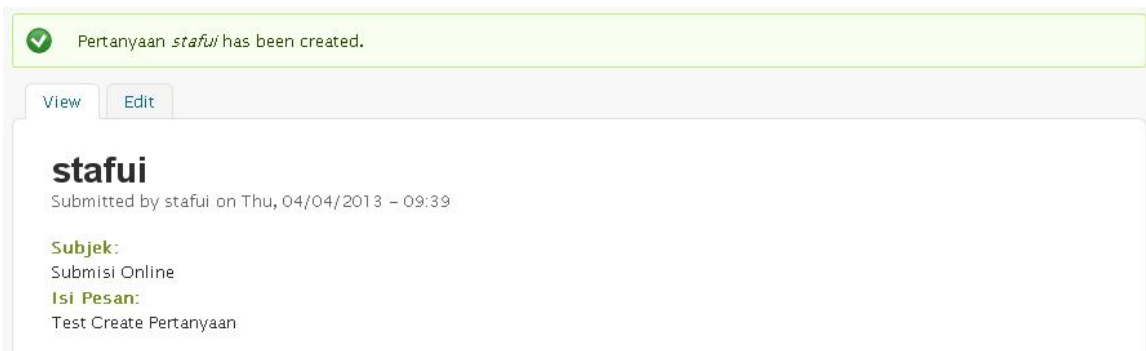 Pertanyaan stafui has been created.
View Edit
stafui
Submitted by stafui on Thu, 04/04/2013 – 09:39
Subjek:
Submisi Online
Isi Pesan:
Test Create Pertanyaan